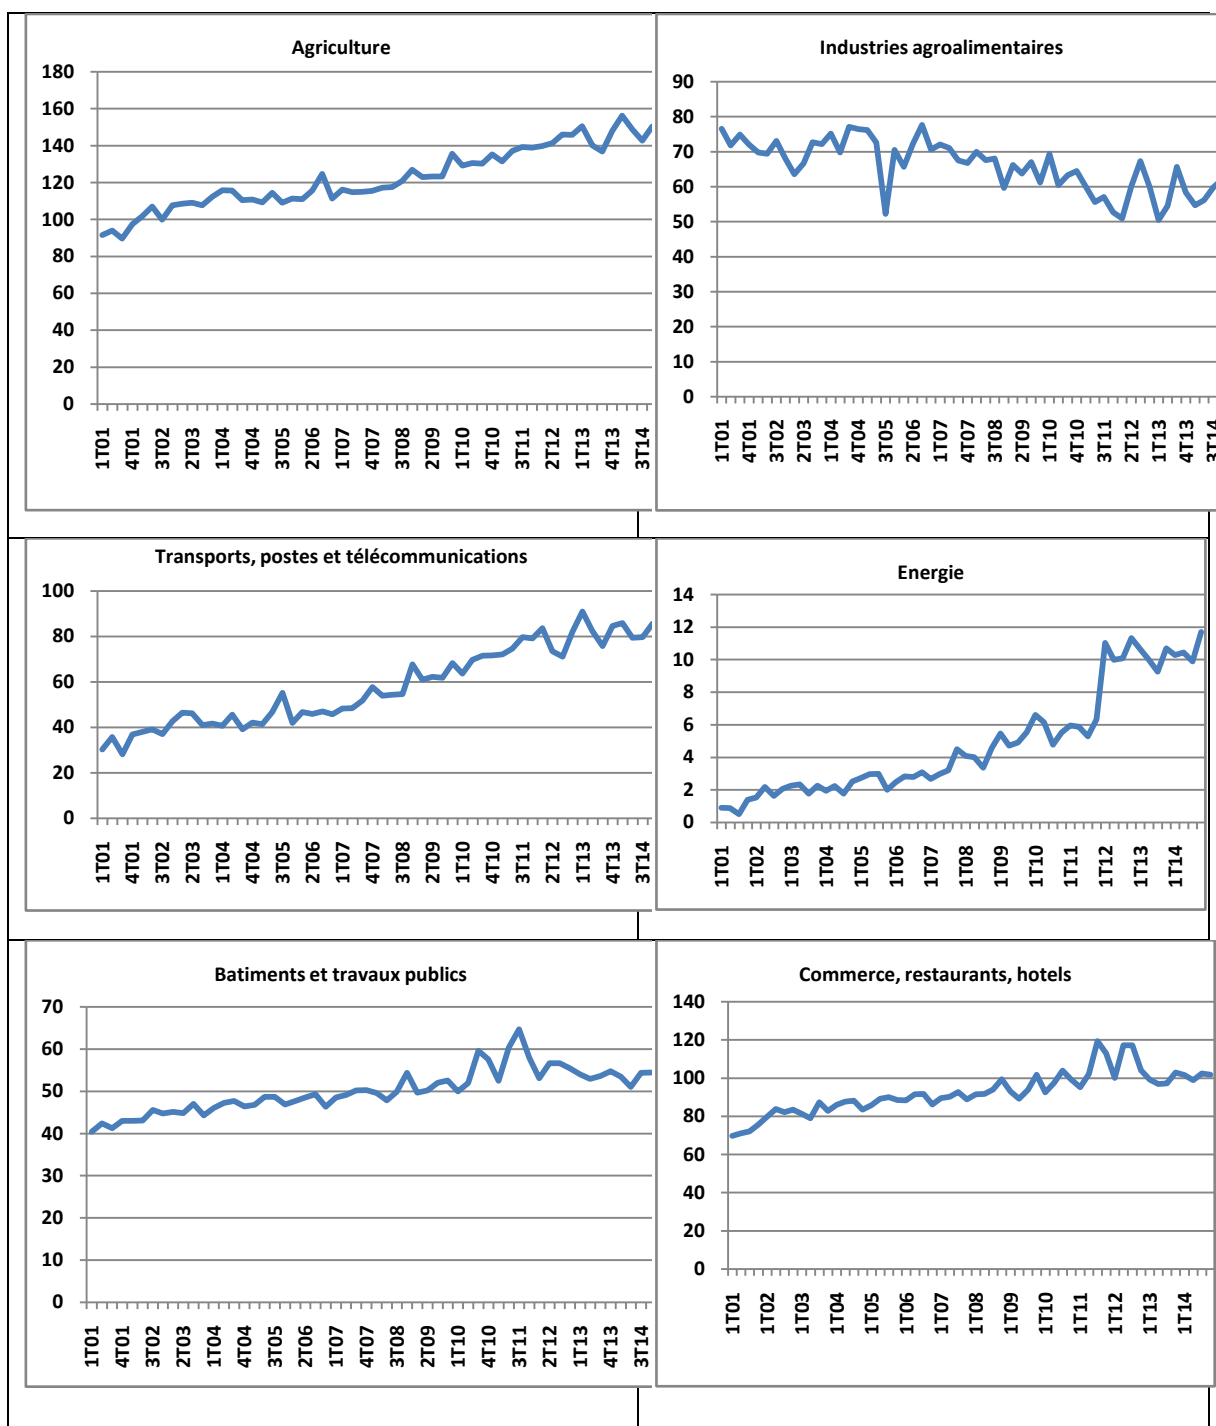 Agriculture
180
160
140
120
100
80
60
40
20
0
1T01
4T01
3T02
2T03
1T04
4T04
3T05
2T06
1T07
4T07
3T08
2T09
1T10
4T10
3T11
2T12
1T13
4T13
3T14
Industries agroalimentaires
90
80
70
60
50
40
30
20
10
0
1T01
4T01
3T02
2T03
1T04
4T04
3T05
2T06
1T07
4T07
3T08
2T09
1T10
4T10
3T11
2T12
1T13
4T13
3T14
Transports, postes et télécommunications
100
80
60
40
20
0
1T01
4T01
3T02
2T03
1T04
4T04
3T05
2T06
1T07
4T07
3T08
2T09
1T10
4T10
3T11
2T12
1T13
4T13
3T14
Energie
14
12
10
8
6
4
2
0
1T01
1T02
1T03
1T04
1T05
1T06
1T07
1T08
1T09
1T10
1T11
1T12
1T13
1T14
Batiments et travaux publics
70
60
50
40
30
20
10
0
1T01
4T01
3T02
2T03
1T04
4T04
3T05
2T06
1T07
4T07
3T08
2T09
1T10
4T10
3T11
2T12
1T13
4T13
3T14
Commerce, restaurants, hotels
140
120
100
80
60
40
20
0
1T01
1T02
1T03
1T04
1T05
1T06
1T07
1T08
1T09
1T10
1T11
1T12
1T13
1T14